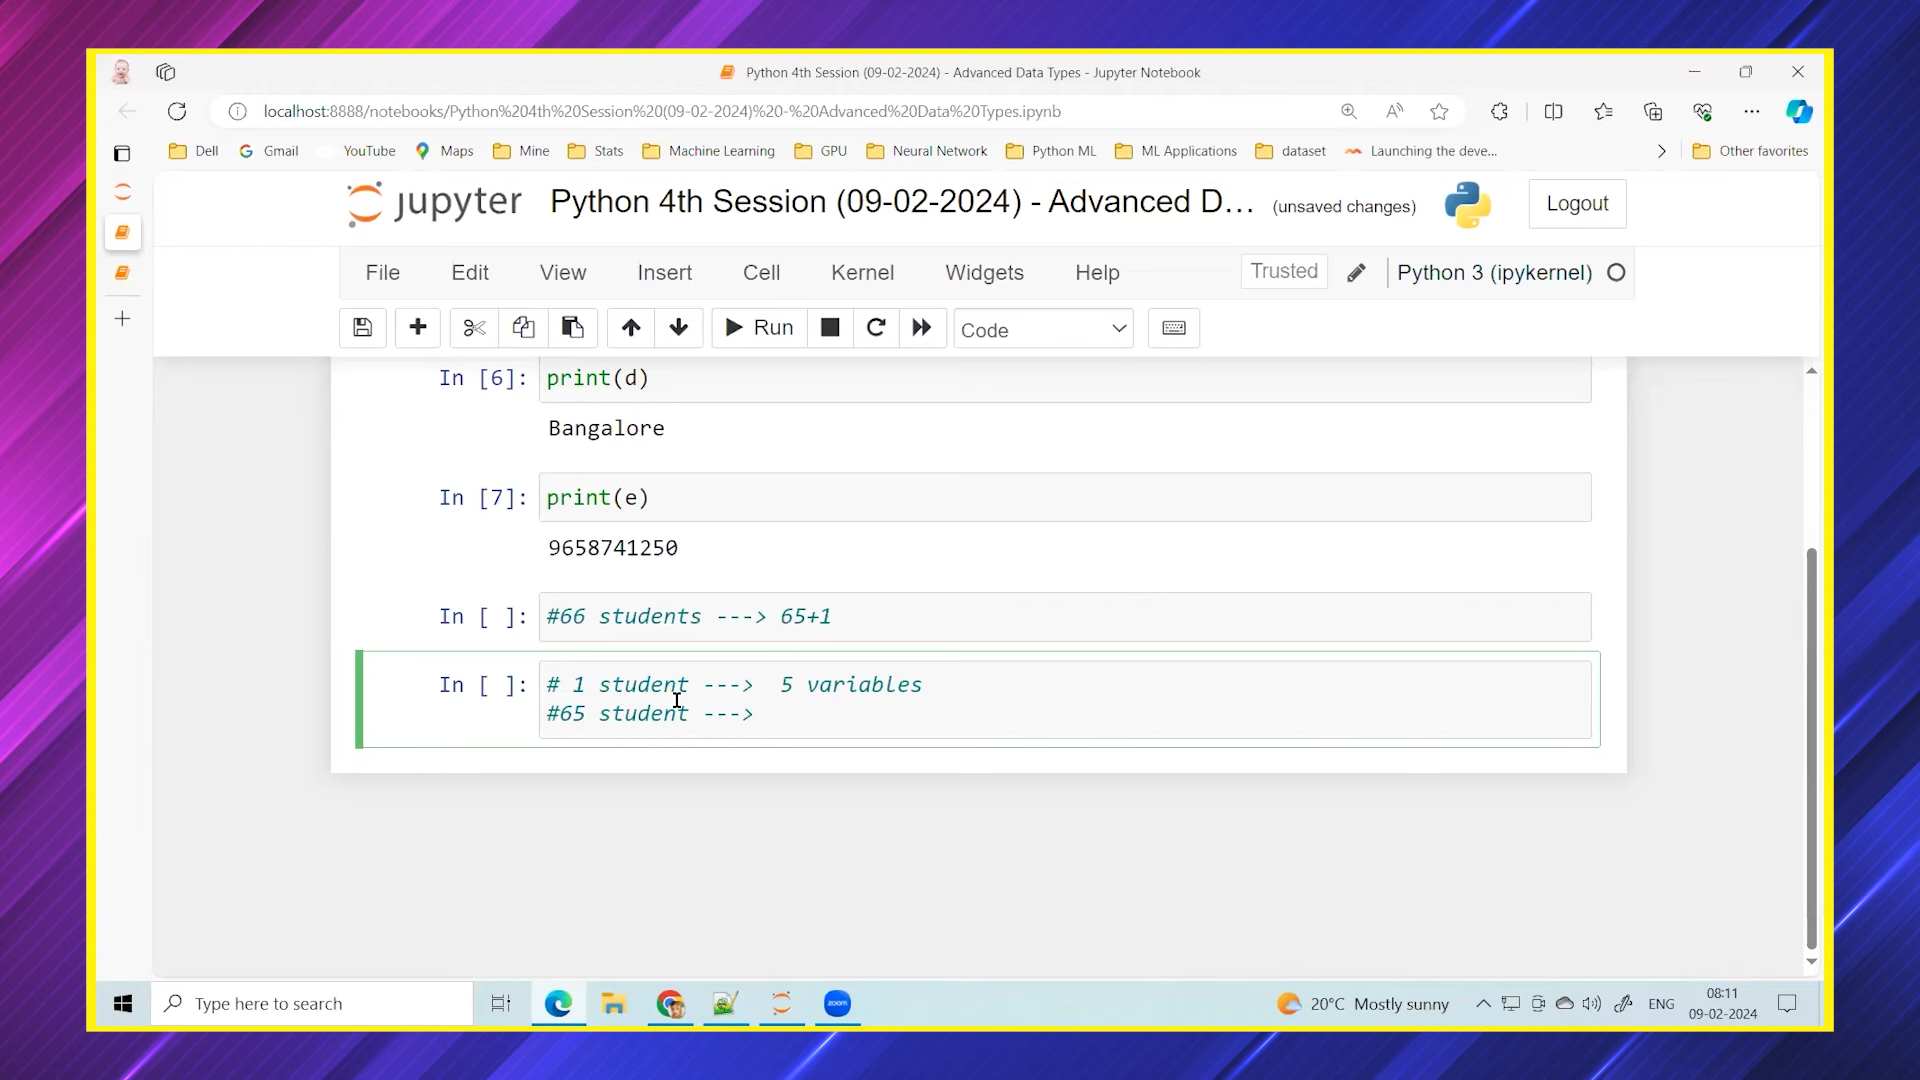 Python 4th Session (09-02-2024) - Advanced Data Types - Jupyter Notebook
localhost:8888/notebooks/Python%204th%20Session%20(09-02-2024)%20-%20Advanced%20Data%20Types.ipynb
Dell Gmail YouTube Maps Mine Stats Machine Learning GPU Neural Network Python ML ML Applications dataset Launching the deve... Other favorites
jupyter Python 4th Session (09-02-2024) - Advanced D... (unsaved changes) Logout
File Edit View Insert Cell Kernel Widgets Help Trusted Python 3 (ipykernel)
Run Code
In [6]: print(d)
Bangalore
In [7]: print(e)
9658741250
In [ ]: #66 students ---> 65+1
In [ ]: # 1 student --->  5 variables
#65 student --->
Type here to search zoom 20°C Mostly sunny ENG 08:11
09-02-2024